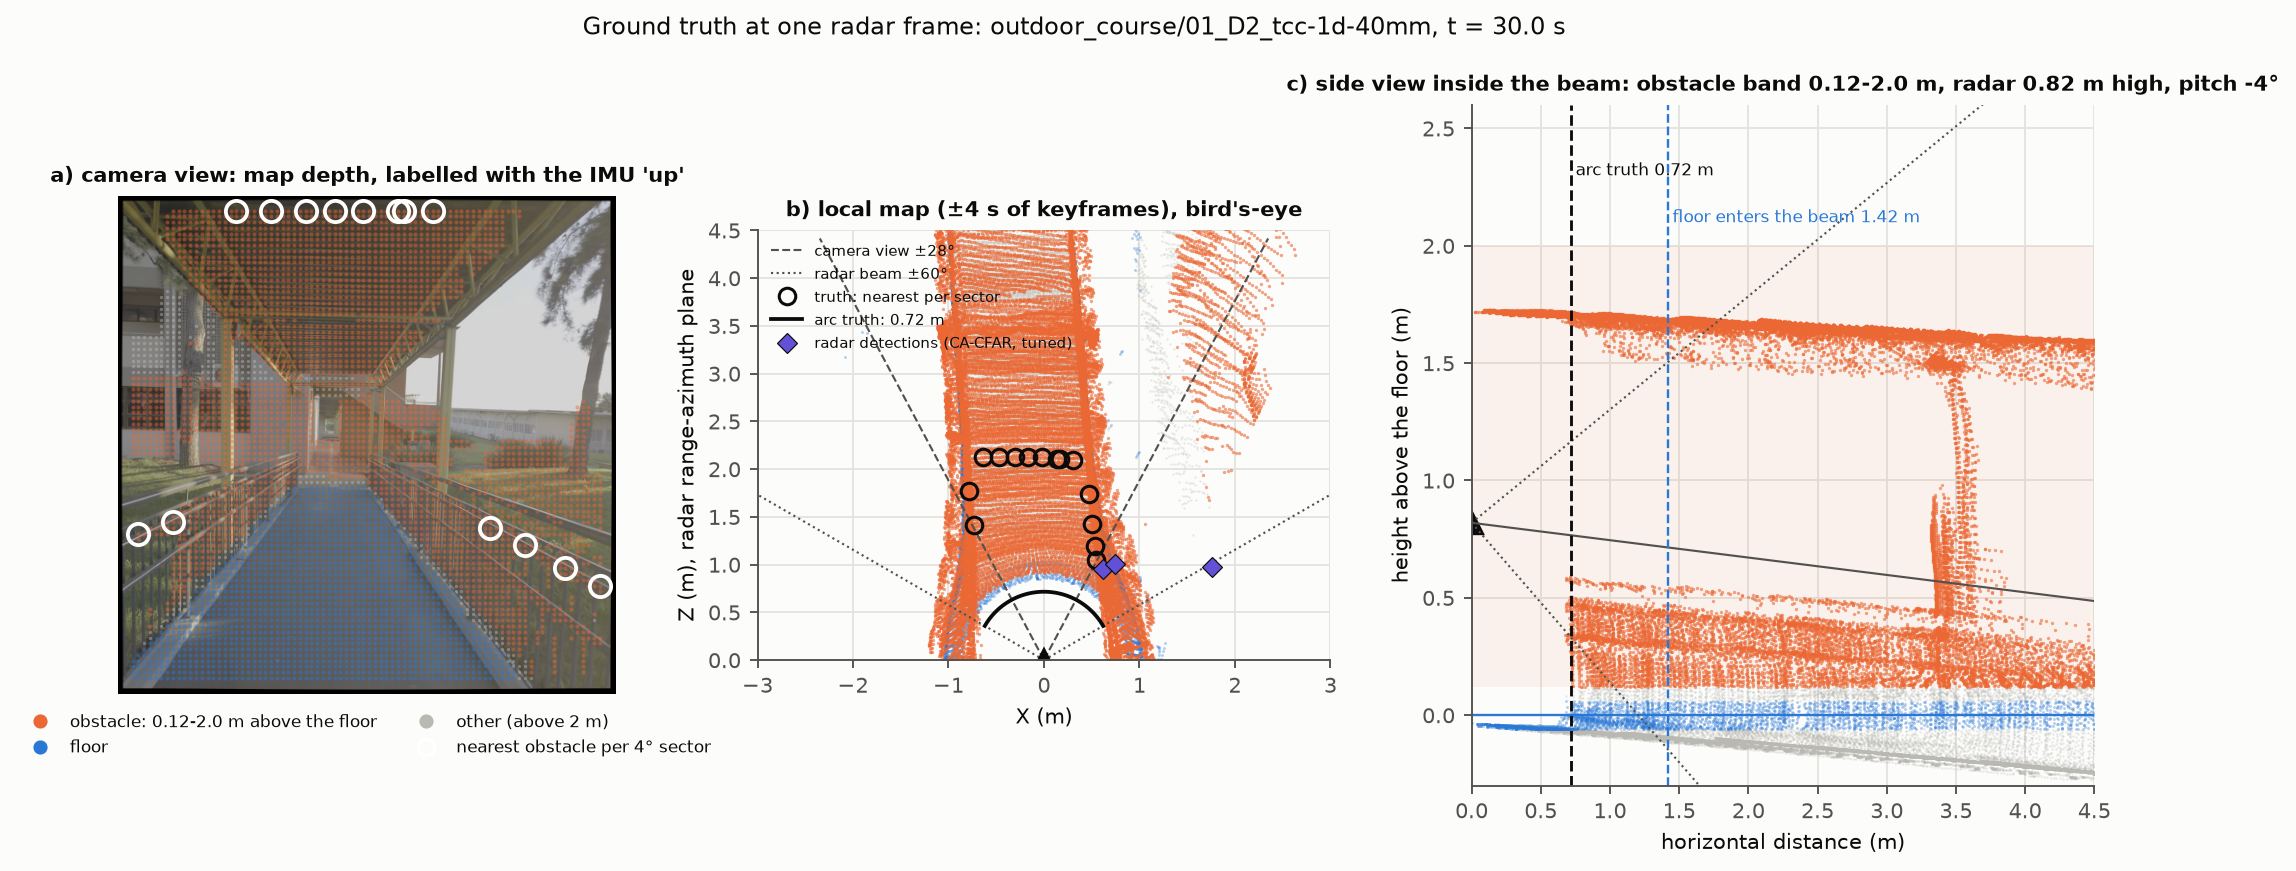 Ground truth at one radar frame: outdoor_course/01_D2_tcc-1d-40mm, t = 30.0 s
a) camera view: map depth, labelled with the IMU 'up'
obstacle: 0.12-2.0 m above the floor
floor
other (above 2 m)
nearest obstacle per 4° sector
b) local map (±4 s of keyframes), bird's-eye
camera view ±28°
radar beam ±60°
truth: nearest per sector
arc truth: 0.72 m
radar detections (CA-CFAR, tuned)
Z (m), radar range-azimuth plane
4.5
4.0
3.5
3.0
2.5
2.0
1.5
1.0
0.5
0.0
−3 −2 −1 0 1 2 3
X (m)
c) side view inside the beam: obstacle band 0.12-2.0 m, radar 0.82 m high, pitch -4°
arc truth 0.72 m
floor enters the beam 1.42 m
height above the floor (m)
2.5
2.0
1.5
1.0
0.5
0.0
0.0 0.5 1.0 1.5 2.0 2.5 3.0 3.5 4.0 4.5
horizontal distance (m)